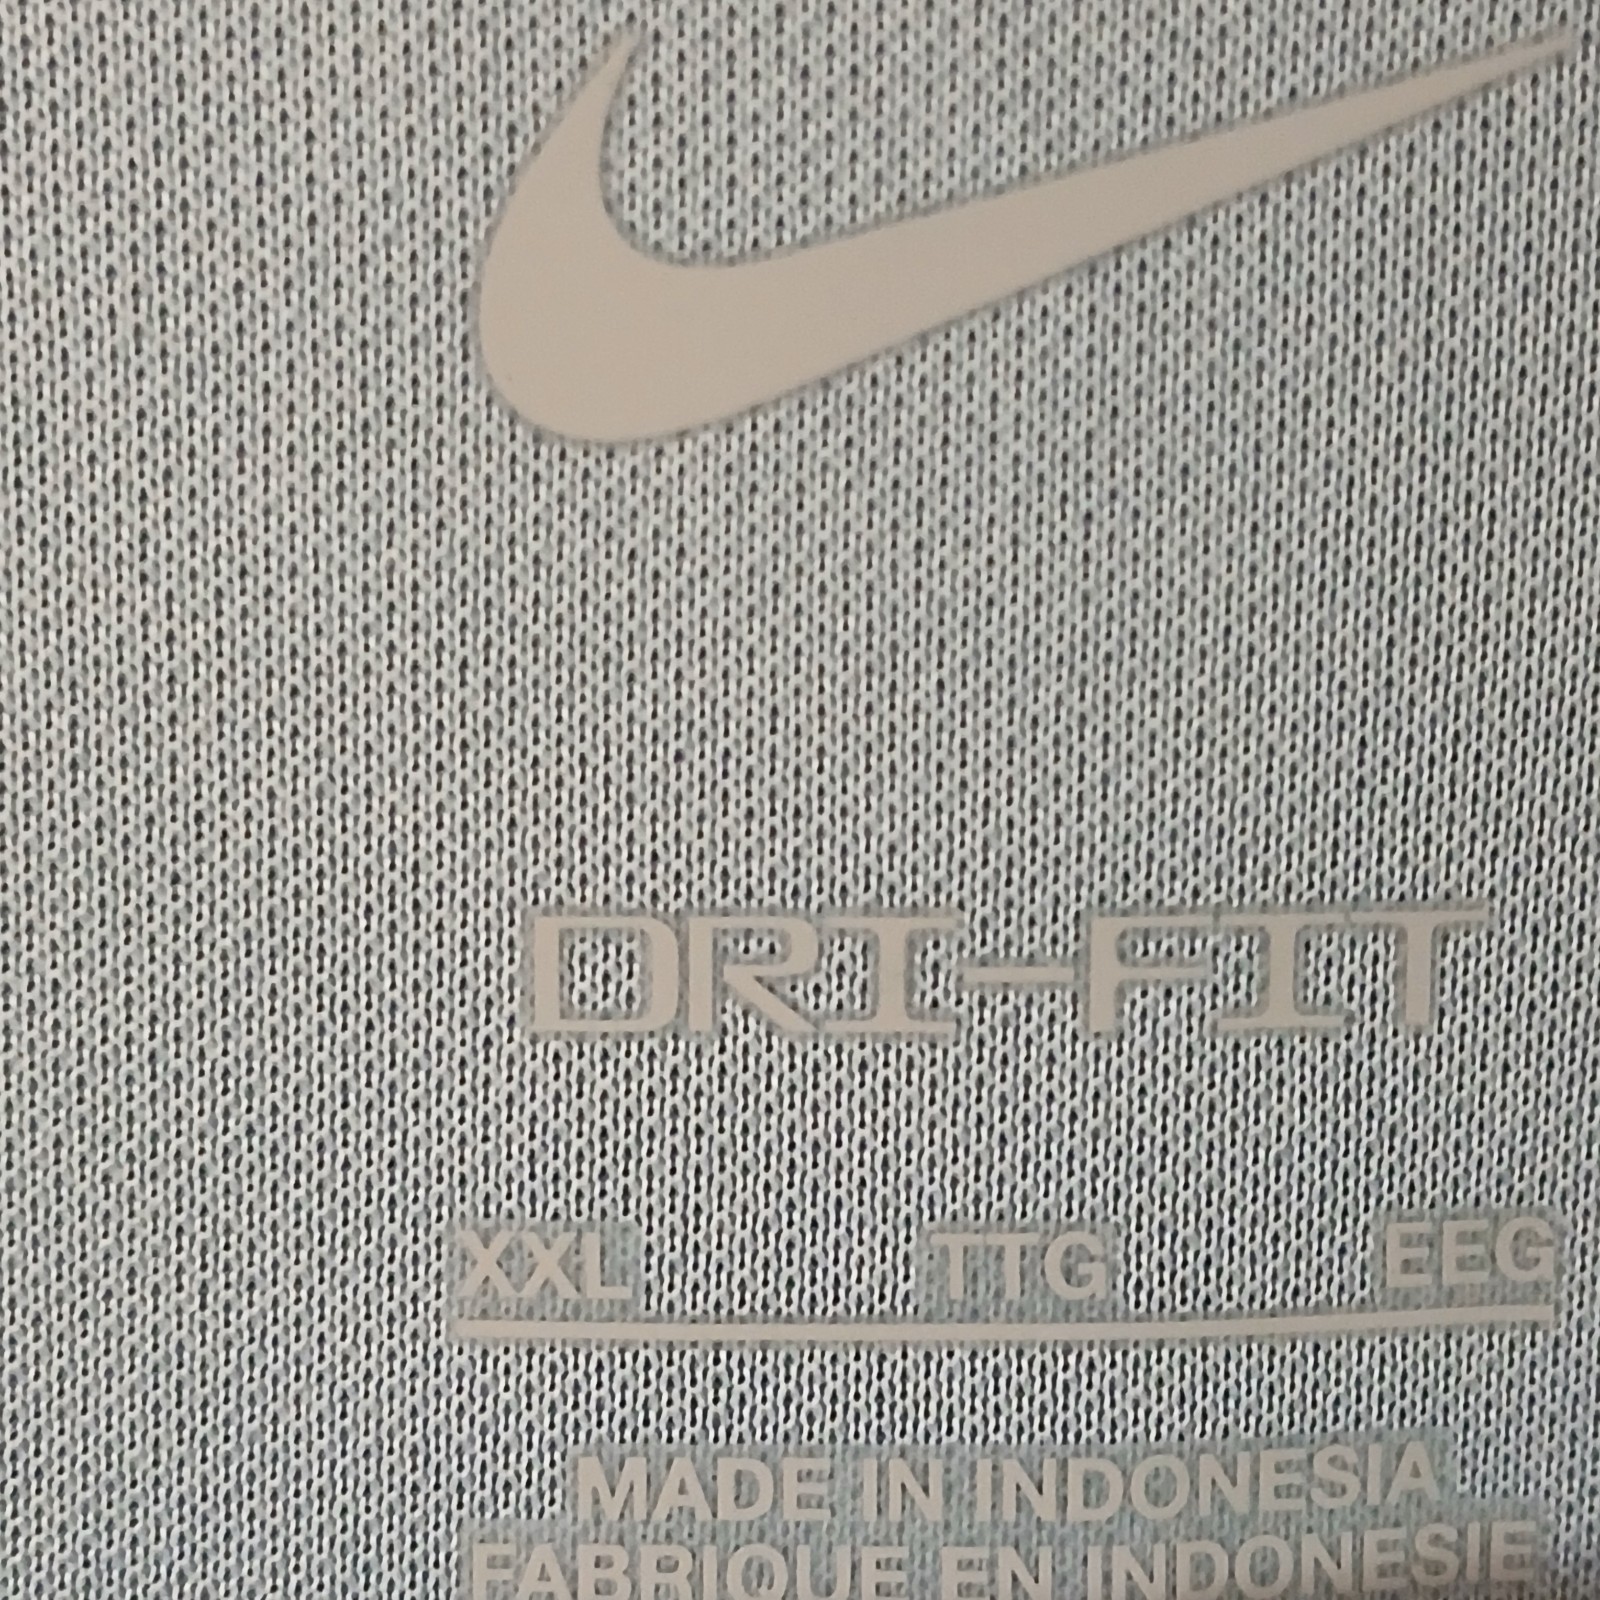 DRI-FIT
XXL TTG EEG
MADE IN INDONESIA
FABRIQUE EN INDONESIE